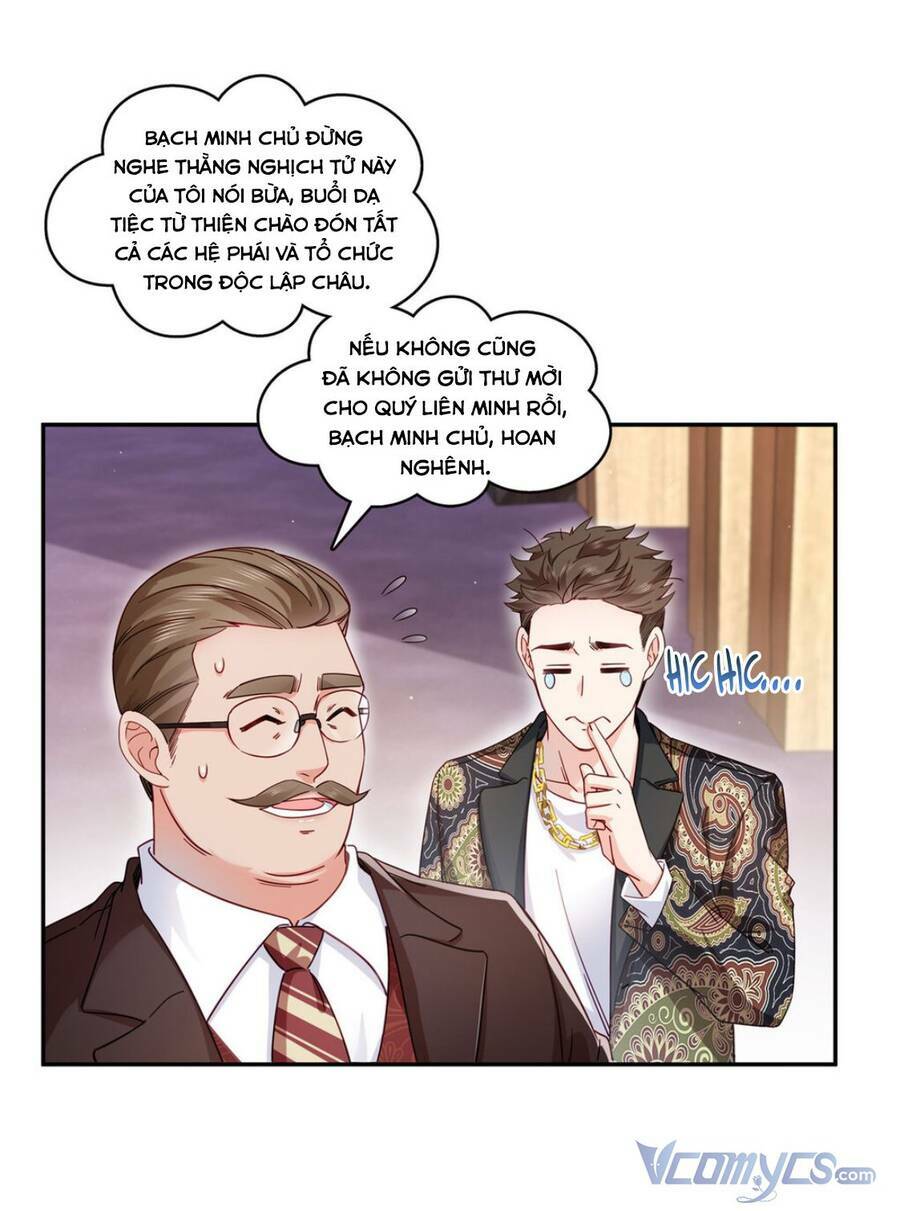 BẠCH MINH CHỦ ĐỪNG
NGHE THẰNG NGHỊCH TỬ NÀY
CỦA TÔI NÓI BỪA, BUỔI DẠ
TIỆC TỪ THIỆN CHÀO ĐÓN TẤT
CẢ CÁC HỆ PHÁI VÀ TỔ CHỨC
TRONG ĐỘC LẬP CHÂU.
NẾU KHÔNG CŨNG
ĐÃ KHÔNG GỬI THƯ MỜI
CHO QUÝ LIÊN MINH RỒI,
BẠCH MINH CHỦ, HOAN
NGHÊNH.
HIC HIC....
VCOMYCS.com